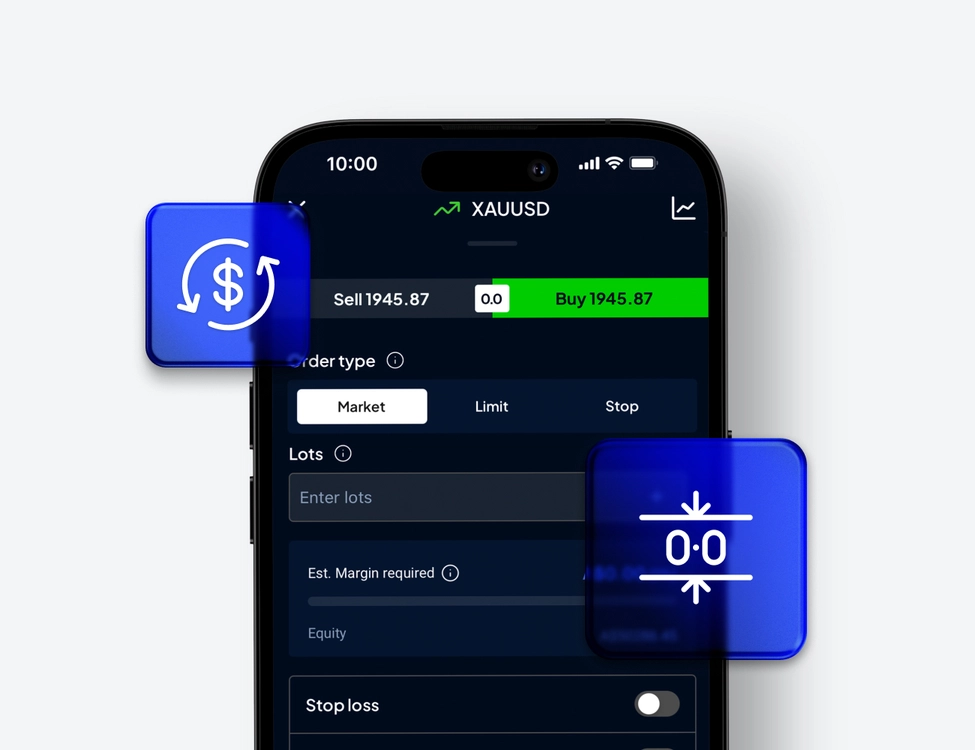 10:00
XAUUSD
Sell 1945.87
0.0
Buy 1945.87
Order type
Market
Limit
Stop
Lots
Enter lots
$
0.0
Est. Margin required
Equity
Stop loss